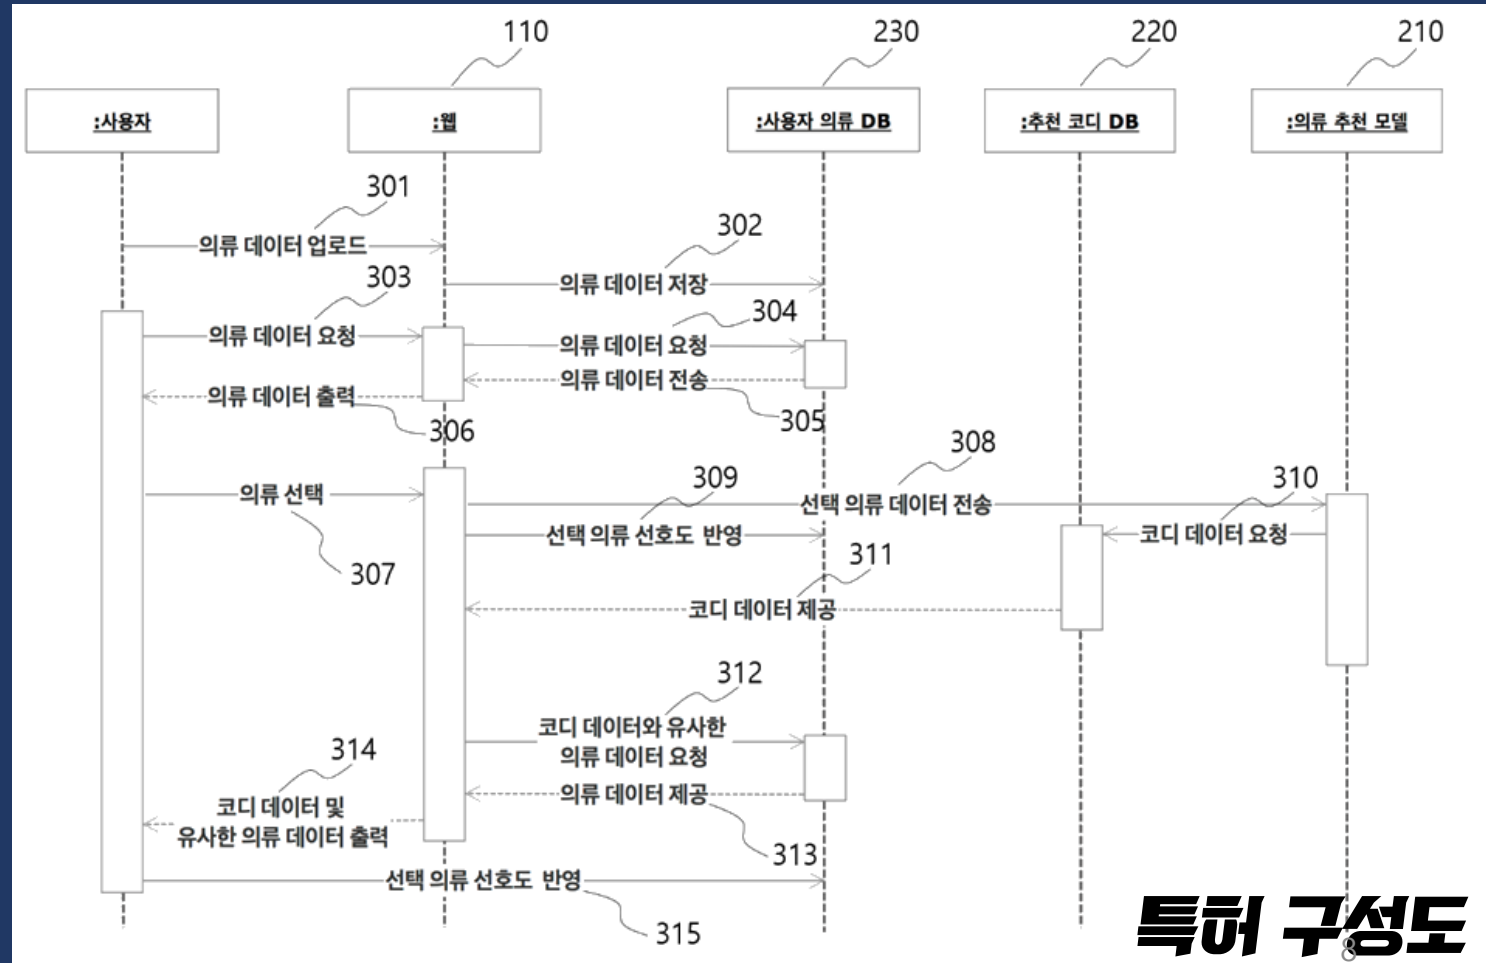 110
230
220
210
:사용자
:웹
:사용자 의류 DB
:추천 코디 DB
:의류 추천 모델
301
의류 데이터 업로드
302
의류 데이터 저장
303
의류 데이터 요청
304
의류 데이터 요청
의류 데이터 전송
305
의류 데이터 출력
306
의류 선택
307
308
선택 의류 데이터 전송
309
선택 의류 선호도 반영
310
코디 데이터 요청
311
코디 데이터 제공
312
코디 데이터와 유사한
의류 데이터 요청
의류 데이터 제공
313
314
코디 데이터 및
유사한 의류 데이터 출력
선택 의류 선호도 반영
315
특허 구성도
8